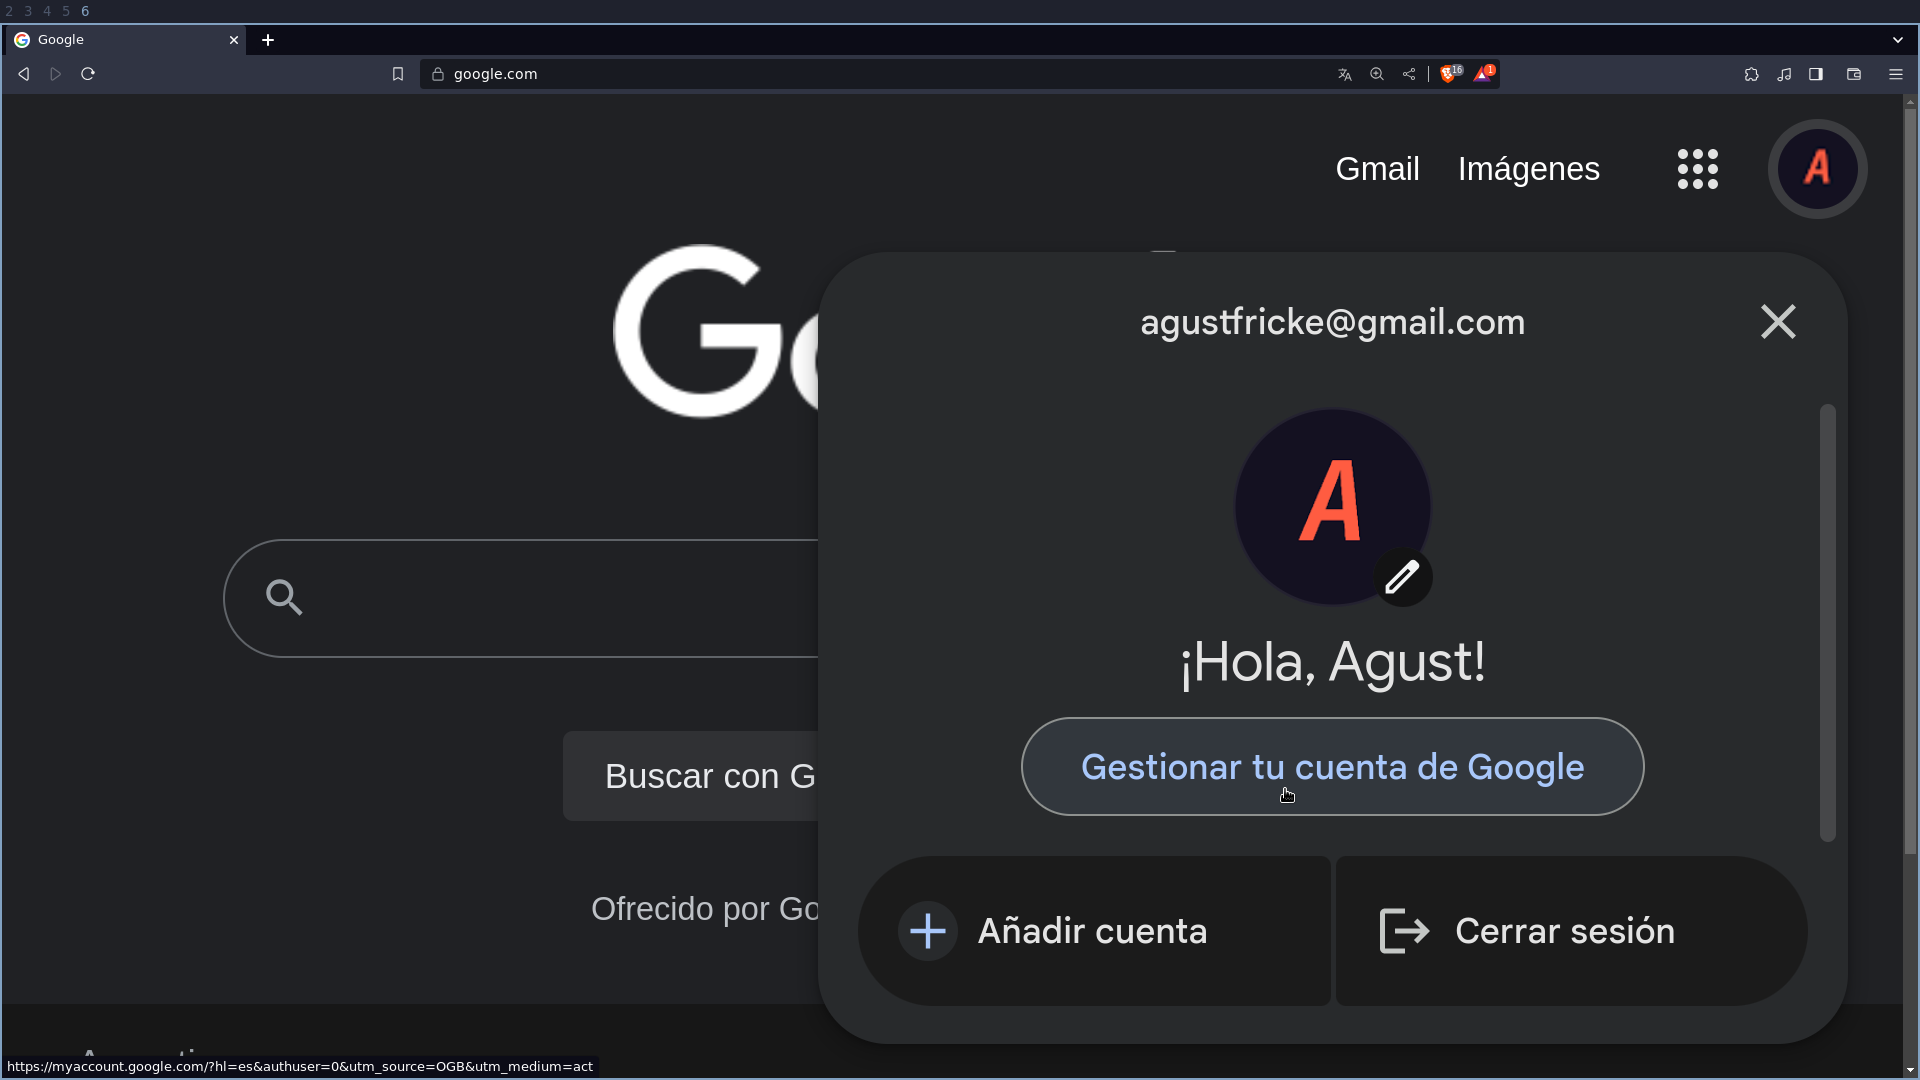 2 3 4 5 6
Google
google.com
16
1
Gmail Imágenes
A
Go
agustfricke@gmail.com
A
¡Hola, Agust!
Gestionar tu cuenta de Google
Buscar con G
Ofrecido por Go
Añadir cuenta
Cerrar sesión
https://myaccount.google.com/?hl=es&authuser=0&utm_source=OGB&utm_medium=act